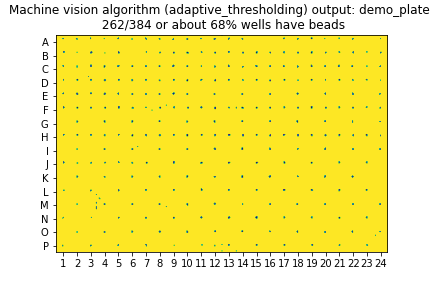 Machine vision algorithm (adaptive_thresholding) output: demo_plate
262/384 or about 68% wells have beads
A
B
C
D
E
F
G
H
I
J
K
L
M
N
O
P
1 2 3 4 5 6 7 8 9 10 11 12 13 14 15 16 17 18 19 20 21 22 23 24